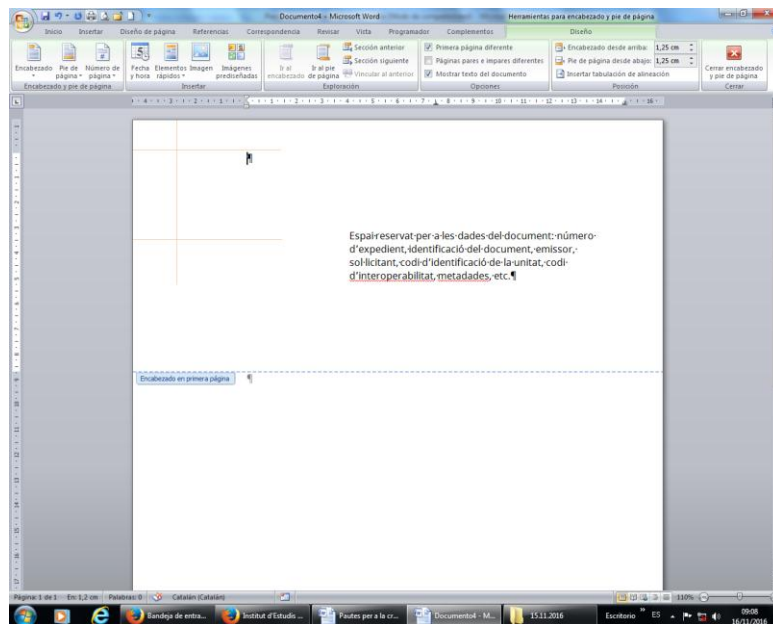 Documento4 - Microsoft Word
Herramientas para encabezado y pie de página
Inicio Insertar Diseño de página Referencias Correspondencia Revisar Vista Programador Complementos Diseño
Encabezado Pie de página Número de página
Encabezado y pie de página
Fecha y hora Elementos rápidos Imagen Imágenes prediseñadas
Insertar
Ir al encabezado Ir al pie de página
Sección anterior
Sección siguiente
Vincular al anterior
Exploración
Primera página diferente
Páginas pares e impares diferentes
Mostrar texto del documento
Opciones
Encabezado desde arriba: 1,25 cm
Pie de página desde abajo: 1,25 cm
Insertar tabulación de alineación
Posición
Cerrar encabezado y pie de página
Cerrar
Espai·reservat·per·a·les·dades·del·document:·número·
d'expedient,·identificació·del·document,·emissor,·
sol·licitant,·codi·d'identificació·de·la·unitat,·codi·
d'interoperabilitat,·metadades,·etc.¶
Encabezado en primera página ¶
Página: 1 de 1 En: 1,2 cm Palabras: 0 Catalán (Catalán) 110%
Bandeja de entra... Institut d'Estudis ... Pautes per a la cr... Documento4 - M... 15.11.2016 Escritorio ES 09:08
16/11/2016